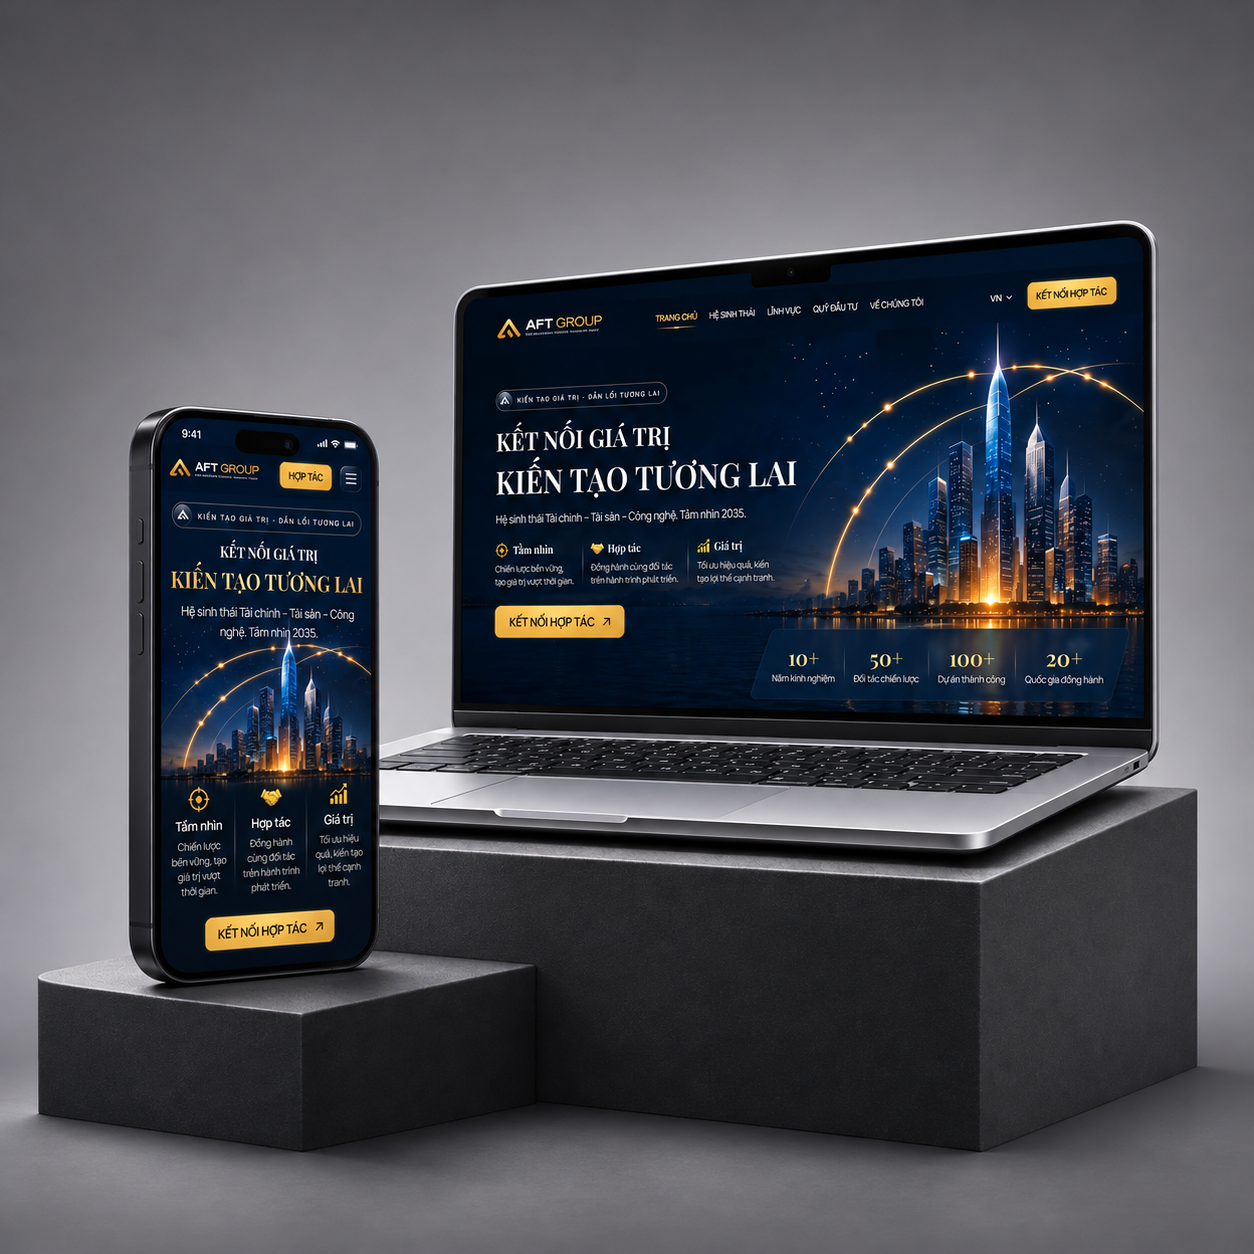 9:41
AFT GROUP
HỢP TÁC
KIẾN TẠO GIÁ TRỊ - DẪN LỐI TƯƠNG LAI
KẾT NỐI GIÁ TRỊ
KIẾN TẠO TƯƠNG LAI
Hệ sinh thái Tài chính – Tài sản – Công
nghệ. Tầm nhìn 2035.
Tầm nhìn
Chiến lược
bền vững, tạo
giá trị vượt
thời gian.
Hợp tác
Đồng hành
cùng đối tác
trên hành trình
phát triển.
Giá trị
Tối ưu hiệu
quả, kiến tạo
lợi thế cạnh
tranh.
KẾT NỐI HỢP TÁC
AFT GROUP
TRANG CHỦ
HỆ SINH THÁI
LĨNH VỰC
QUỸ ĐẦU TƯ
VỀ CHÚNG TÔI
VN
KẾT NỐI HỢP TÁC
KIẾN TẠO GIÁ TRỊ - DẪN LỐI TƯƠNG LAI
KẾT NỐI GIÁ TRỊ
KIẾN TẠO TƯƠNG LAI
Hệ sinh thái Tài chính – Tài sản – Công nghệ. Tầm nhìn 2035.
Tầm nhìn
Chiến lược bền vững,
tạo giá trị vượt thời gian.
Hợp tác
Đồng hành cùng đối tác
trên hành trình phát triển.
Giá trị
Tối ưu hiệu quả, kiến
tạo lợi thế cạnh tranh.
KẾT NỐI HỢP TÁC
10+
Năm kinh nghiệm
50+
Đối tác chiến lược
100+
Dự án thành công
20+
Quốc gia đồng hành